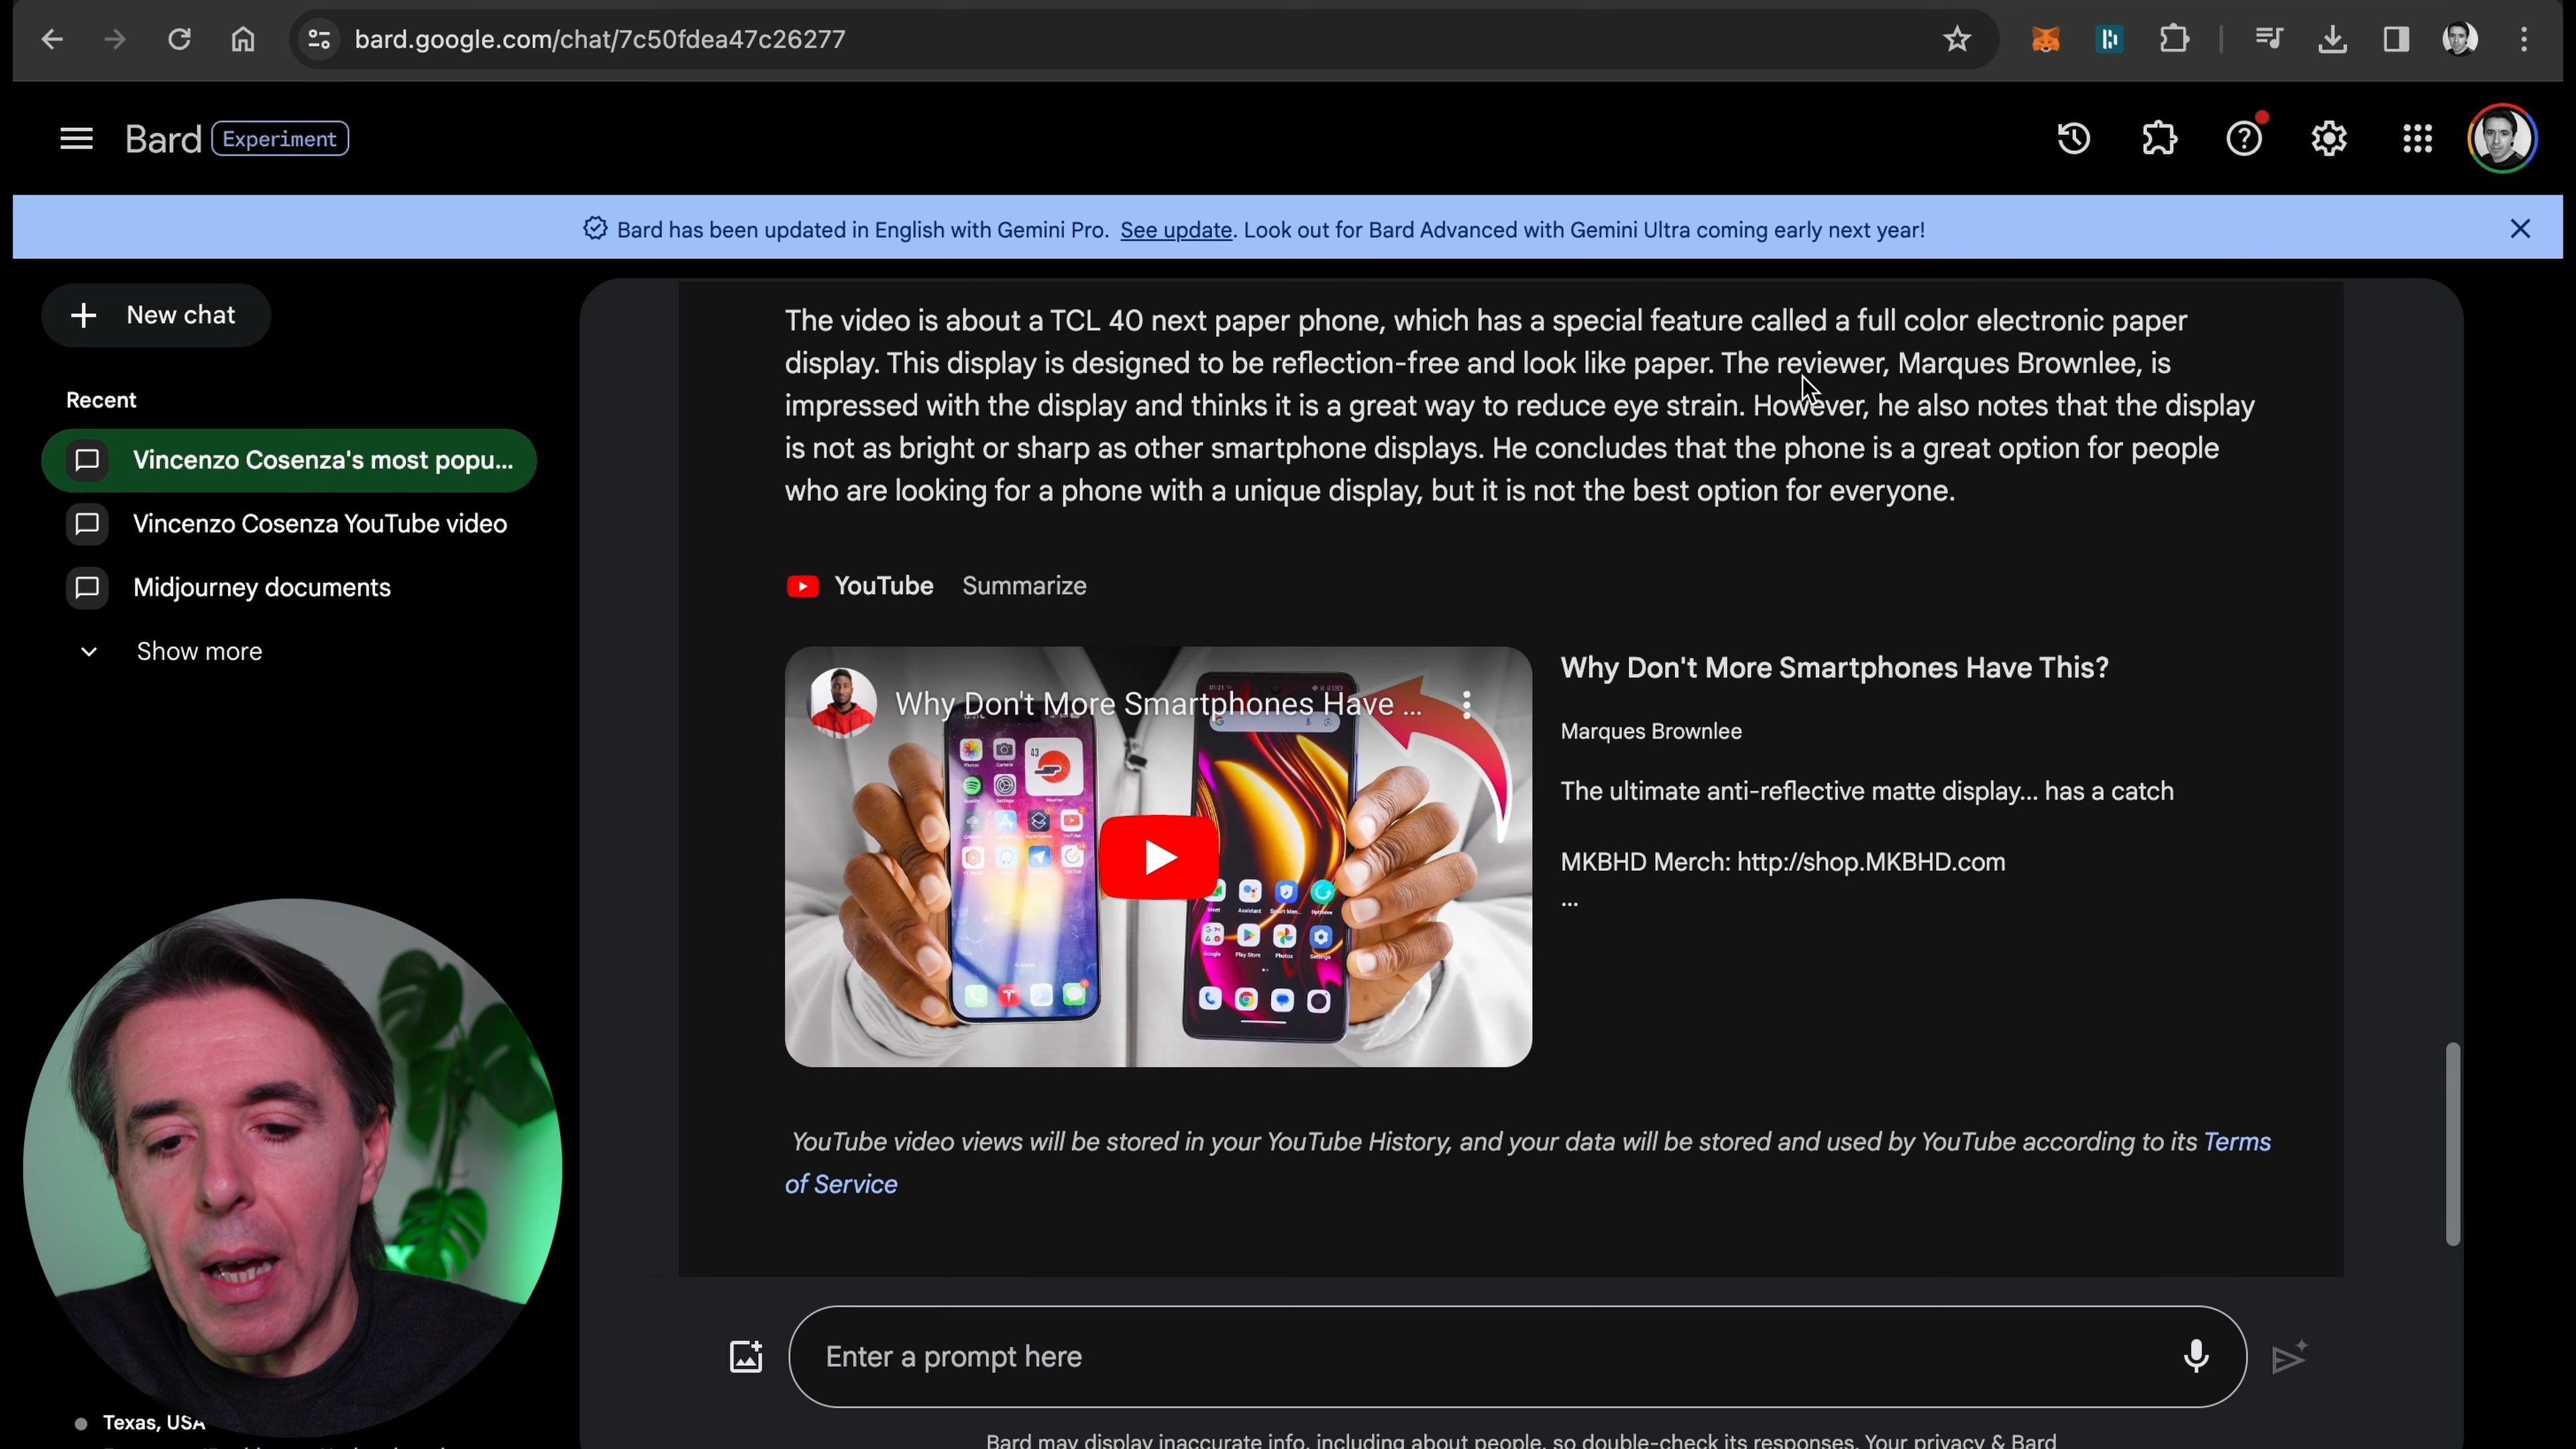 bard.google.com/chat/7c50fdea47c26277
Bard Experiment
Bard has been updated in English with Gemini Pro. See update. Look out for Bard Advanced with Gemini Ultra coming early next year!
New chat
Recent
Vincenzo Cosenza's most popu...
Vincenzo Cosenza YouTube video
Midjourney documents
Show more
Texas, USA
The video is about a TCL 40 next paper phone, which has a special feature called a full color electronic paper
display. This display is designed to be reflection-free and look like paper. The reviewer, Marques Brownlee, is
impressed with the display and thinks it is a great way to reduce eye strain. However, he also notes that the display
is not as bright or sharp as other smartphone displays. He concludes that the phone is a great option for people
who are looking for a phone with a unique display, but it is not the best option for everyone.
YouTube Summarize
Why Don't More Smartphones Have ...
Why Don't More Smartphones Have This?
Marques Brownlee
The ultimate anti-reflective matte display... has a catch
MKBHD Merch: http://shop.MKBHD.com
...
YouTube video views will be stored in your YouTube History, and your data will be stored and used by YouTube according to its Terms
of Service
Enter a prompt here
Bard may display inaccurate info, including about people, so double-check its responses. Your privacy & Bard